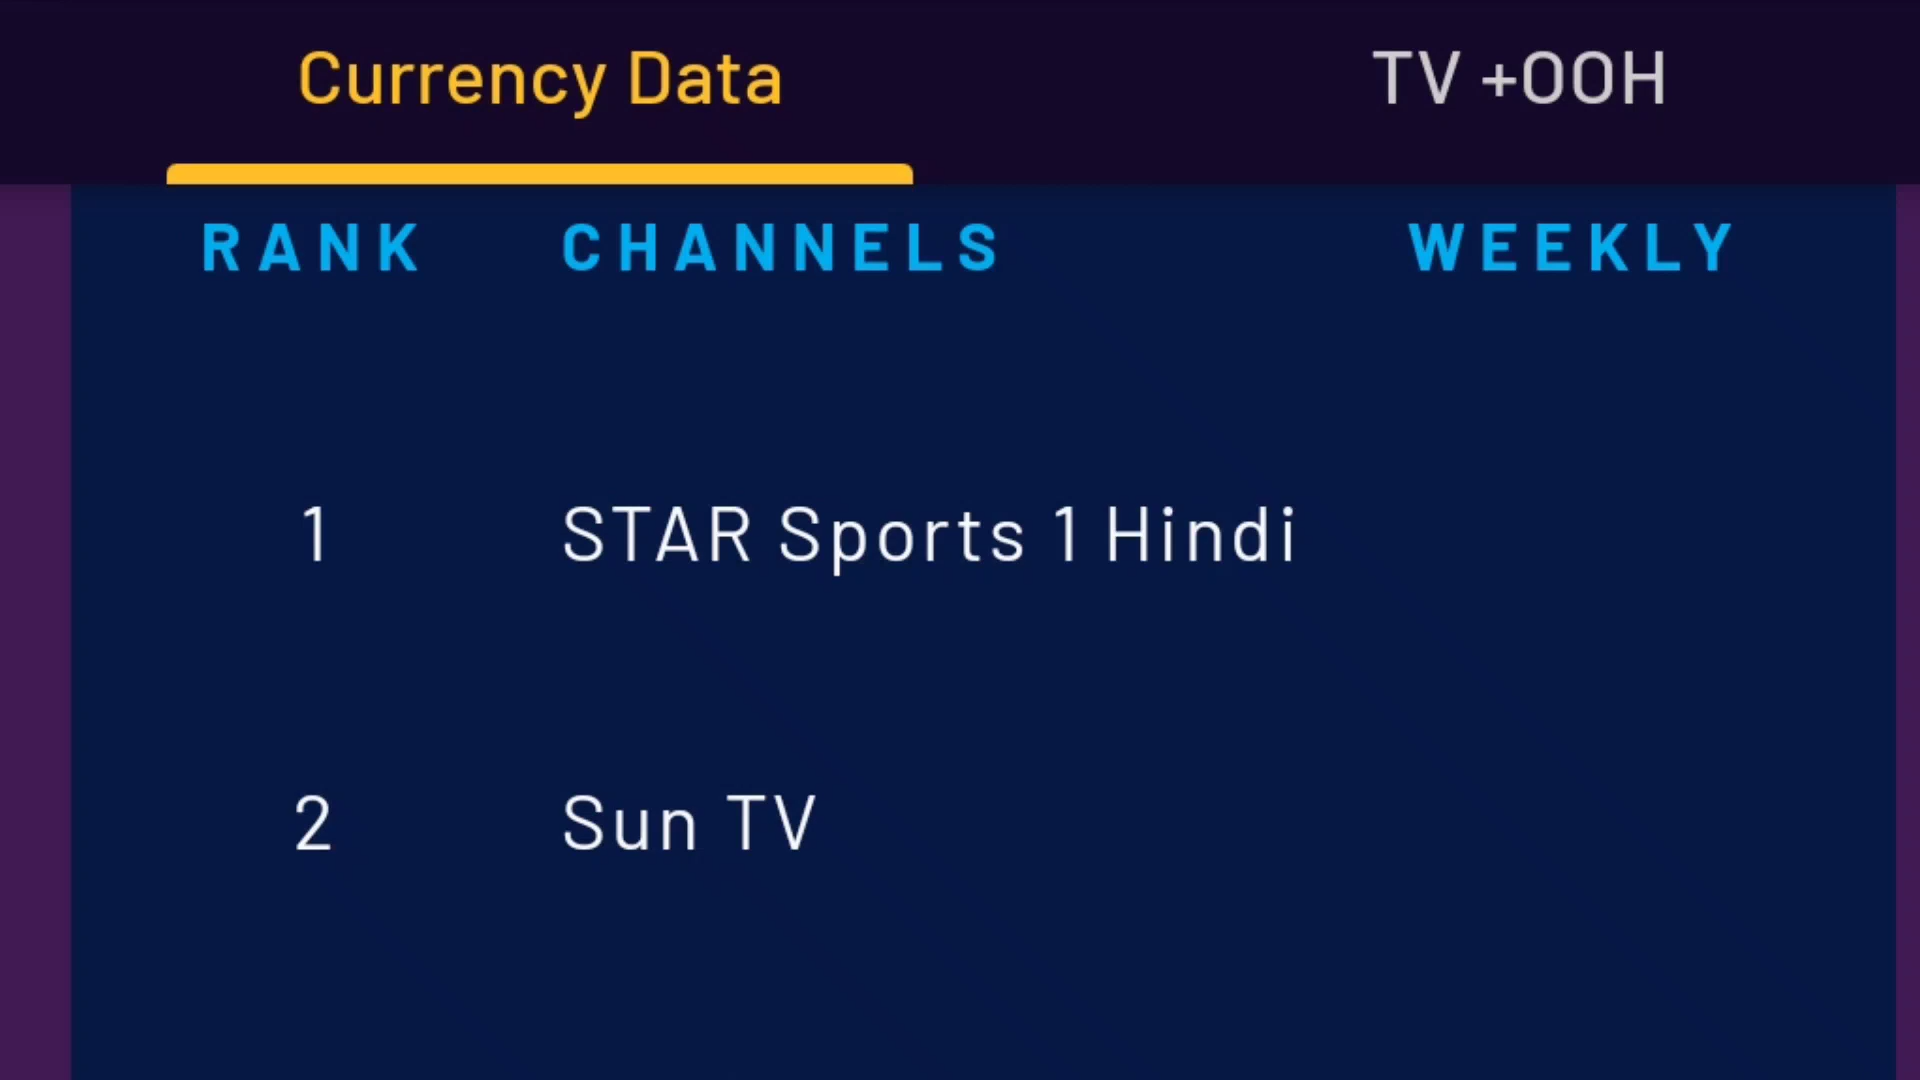 Currency Data TV +OOH
RANK CHANNELS WEEKLY
1 STAR Sports 1 Hindi
2 Sun TV